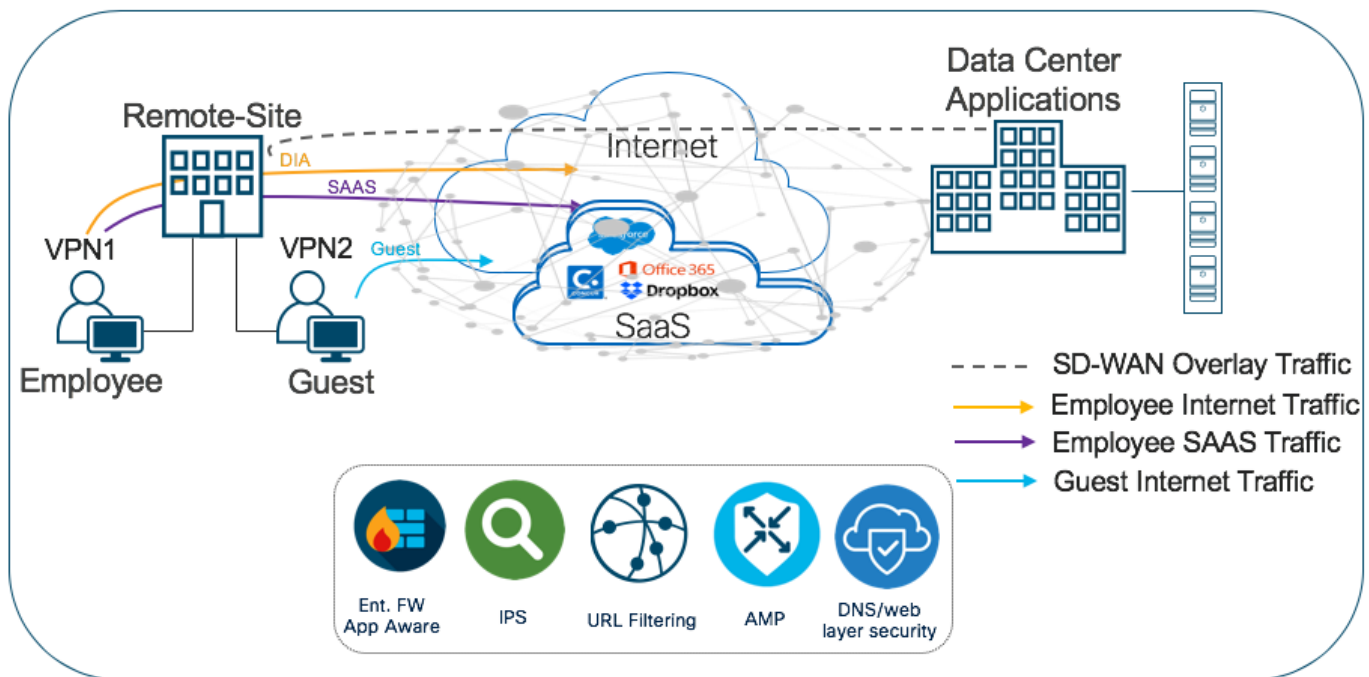 Data Center
Applications
Remote-Site
Internet
DIA
SAAS
VPN1
VPN2
Guest
Office 365
Dropbox
SaaS
Employee
Guest
SD-WAN Overlay Traffic
Employee Internet Traffic
Employee SAAS Traffic
Guest Internet Traffic
Ent. FW
App Aware
IPS
URL Filtering
AMP
DNS/web
layer security